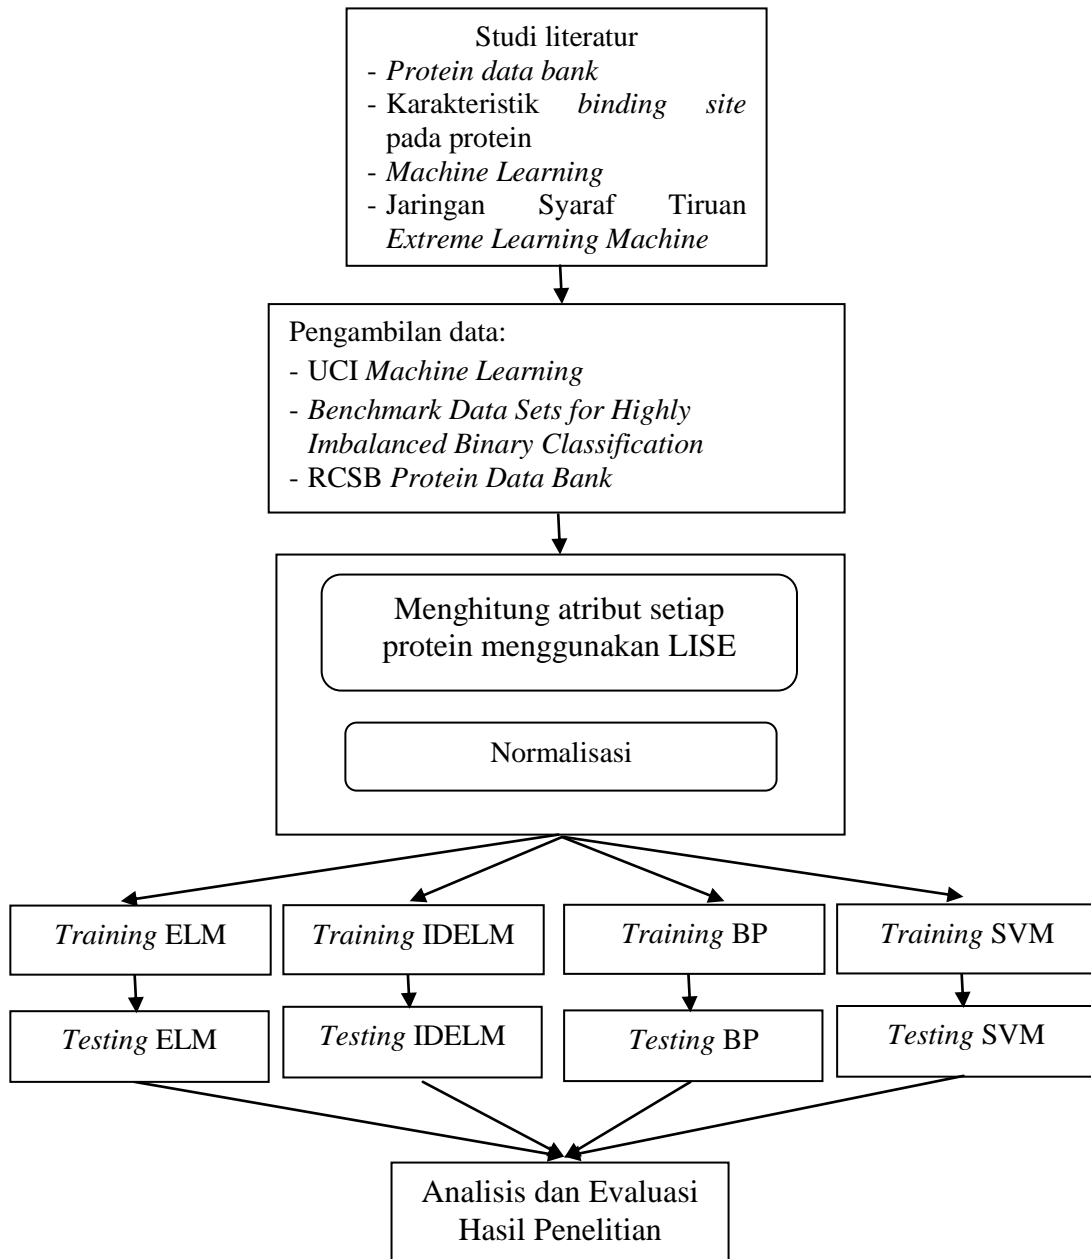 Studi literatur
- Protein data bank
- Karakteristik binding site
pada protein
- Machine Learning
- Jaringan Syaraf Tiruan
Extreme Learning Machine
Pengambilan data:
- UCI Machine Learning
- Benchmark Data Sets for Highly
Imbalanced Binary Classification
- RCSB Protein Data Bank
Menghitung atribut setiap
protein menggunakan LISE
Normalisasi
Training ELM
Training IDELM
Training BP
Training SVM
Testing ELM
Testing IDELM
Testing BP
Testing SVM
Analisis dan Evaluasi
Hasil Penelitian